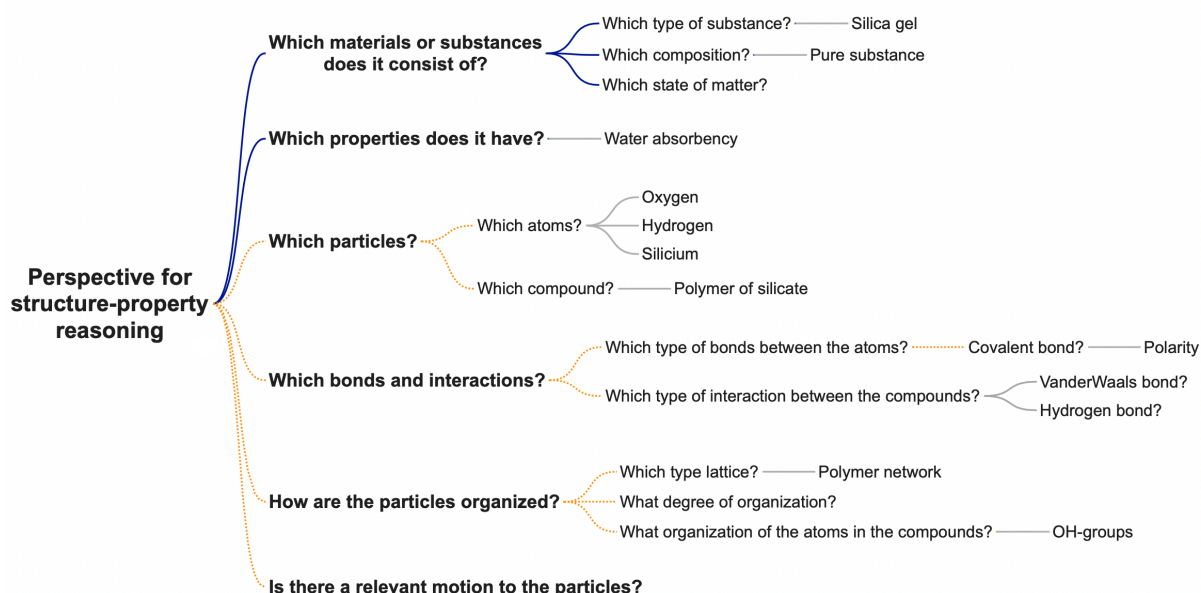 Perspective for
structure-property
reasoning
Which materials or substances
does it consist of?
Which type of substance?
Silica gel
Which composition?
Pure substance
Which state of matter?
Which properties does it have?
Water absorbency
Which particles?
Which atoms?
Oxygen
Hydrogen
Silicium
Which compound?
Polymer of silicate
Which bonds and interactions?
Which type of bonds between the atoms?
Covalent bond?
Polarity
Which type of interaction between the compounds?
VanderWaals bond?
Hydrogen bond?
How are the particles organized?
Which type lattice?
Polymer network
What degree of organization?
What organization of the atoms in the compounds?
OH-groups
Is there a relevant motion to the particles?